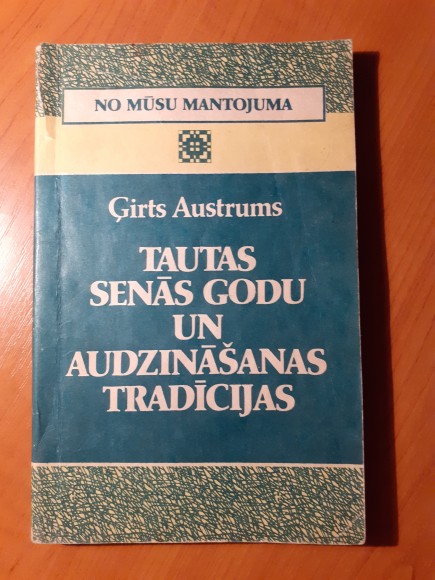 NO MŪSU MANTOJUMA
Ģirts Austrums
TAUTAS
SENĀS GODU
UN
AUDZINĀŠANAS
TRADĪCIJAS